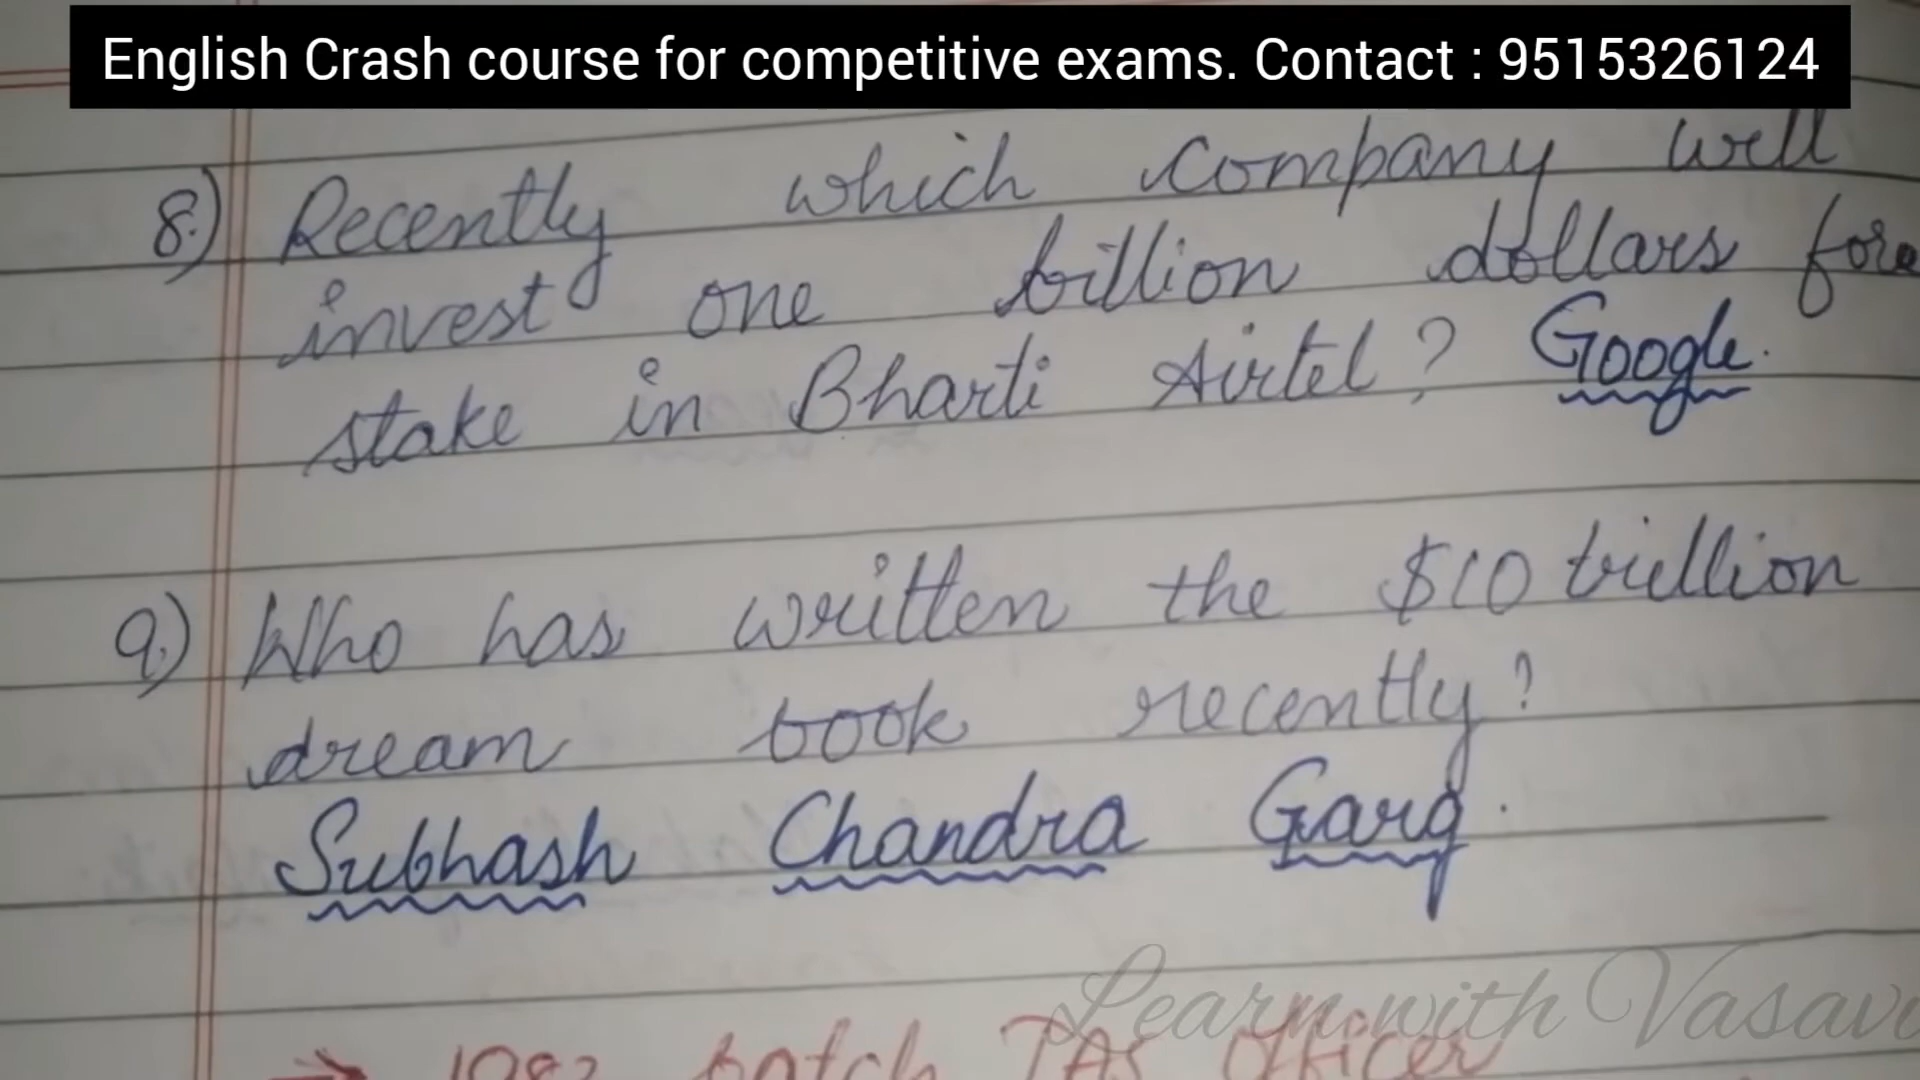 English Crash course for competitive exams. Contact : 9515326124
8.) Recently which company will
invest one billion dollars for
stake in Bharti Airtel? Google.
9.) Who has written the $10 trillion
dream book recently?
Subhash Chandra Garg.
→ 1983 batch IAS Officer
Learn with Vasavi